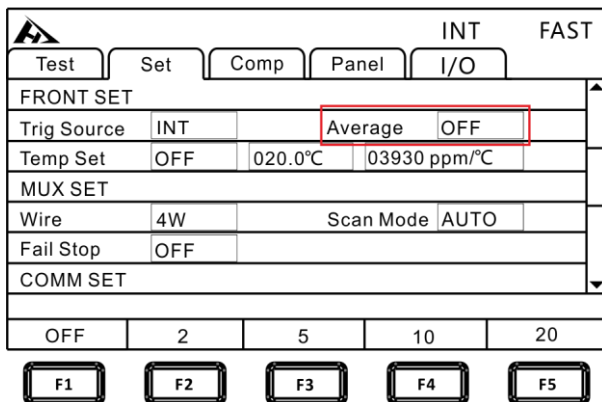 INT FAST
Test Set Comp Panel I/O
FRONT SET
Trig Source INT Average OFF
Temp Set OFF 020.0℃ 03930 ppm/℃
MUX SET
Wire 4W Scan Mode AUTO
Fail Stop OFF
COMM SET
OFF 2 5 10 20
F1 F2 F3 F4 F5